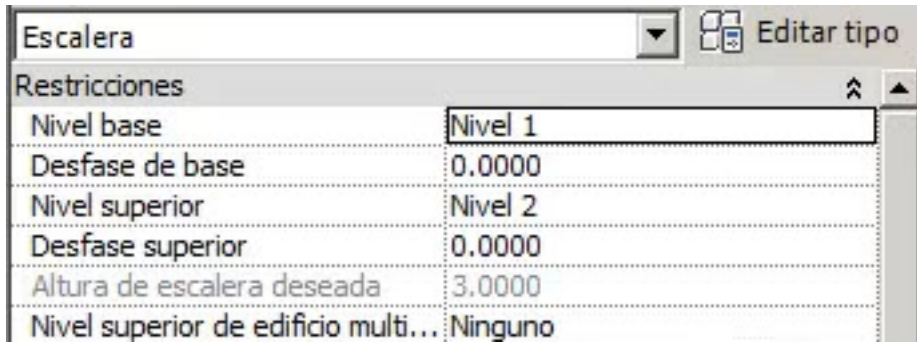 Escalera Editar tipo
Restricciones
Nivel base Nivel 1
Desfase de base 0.0000
Nivel superior Nivel 2
Desfase superior 0.0000
Altura de escalera deseada 3.0000
Nivel superior de edificio multi... Ninguno